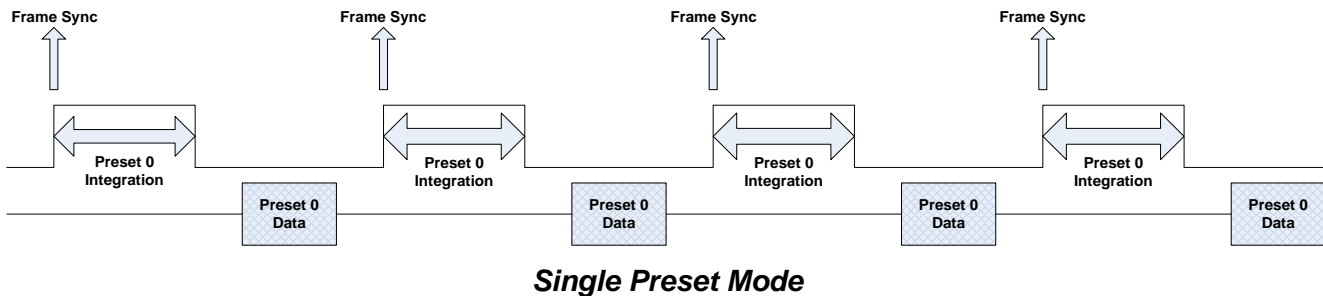 Frame Sync
Frame Sync
Frame Sync
Frame Sync
Preset 0
Integration
Preset 0
Integration
Preset 0
Integration
Preset 0
Integration
Preset 0
Data
Preset 0
Data
Preset 0
Data
Preset 0
Data
Single Preset Mode